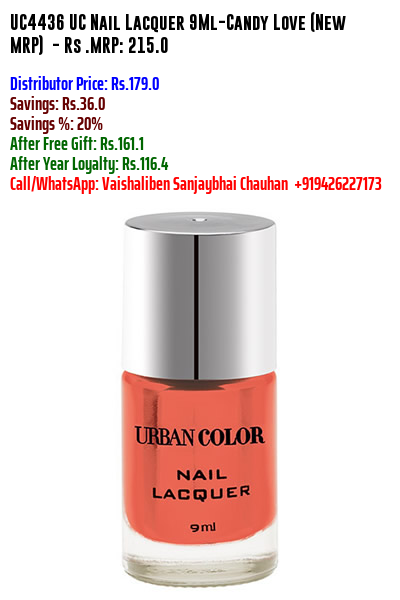 UC4436 UC Nail Lacquer 9Ml-Candy Love (New
MRP) - Rs .MRP: 215.0
Distributor Price: Rs.179.0
Savings: Rs.36.0
Savings %: 20%
After Free Gift: Rs.161.1
After Year Loyalty: Rs.116.4
Call/WhatsApp: Vaishaliben Sanjaybhai Chauhan +919426227173
URBAN COLOR
NAIL
LACQUER
9ml